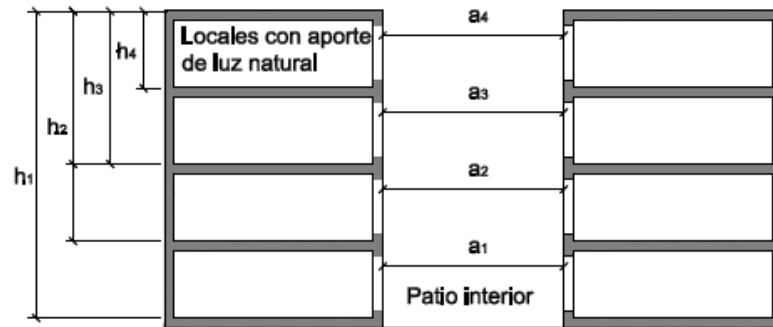 a4
Locales con aporte
de luz natural
h4
h3
a3
h2
h1
a2
a1
Patio interior